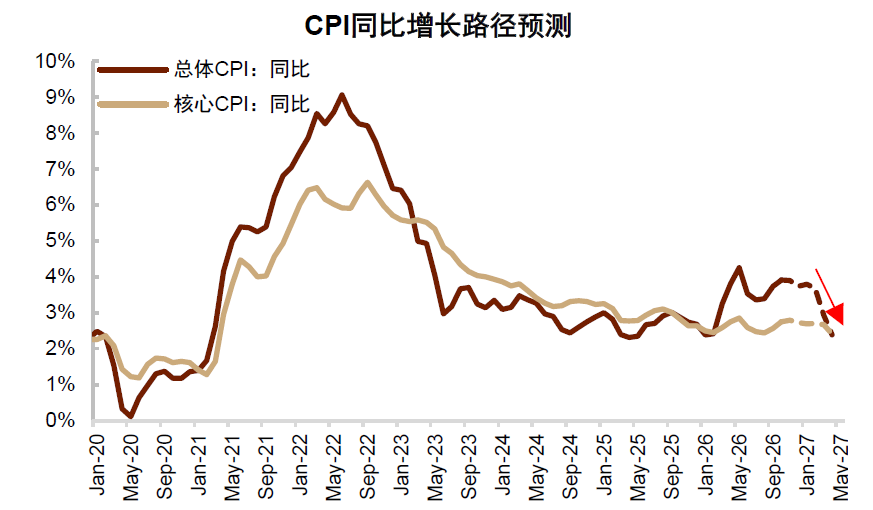 CPI同比增长路径预测
10%
9%
8%
7%
6%
5%
4%
3%
2%
1%
0%
总体CPI：同比
核心CPI：同比
Jan-20
May-20
Sep-20
Jan-21
May-21
Sep-21
Jan-22
May-22
Sep-22
Jan-23
May-23
Sep-23
Jan-24
May-24
Sep-24
Jan-25
May-25
Sep-25
Jan-26
May-26
Sep-26
Jan-27
May-27